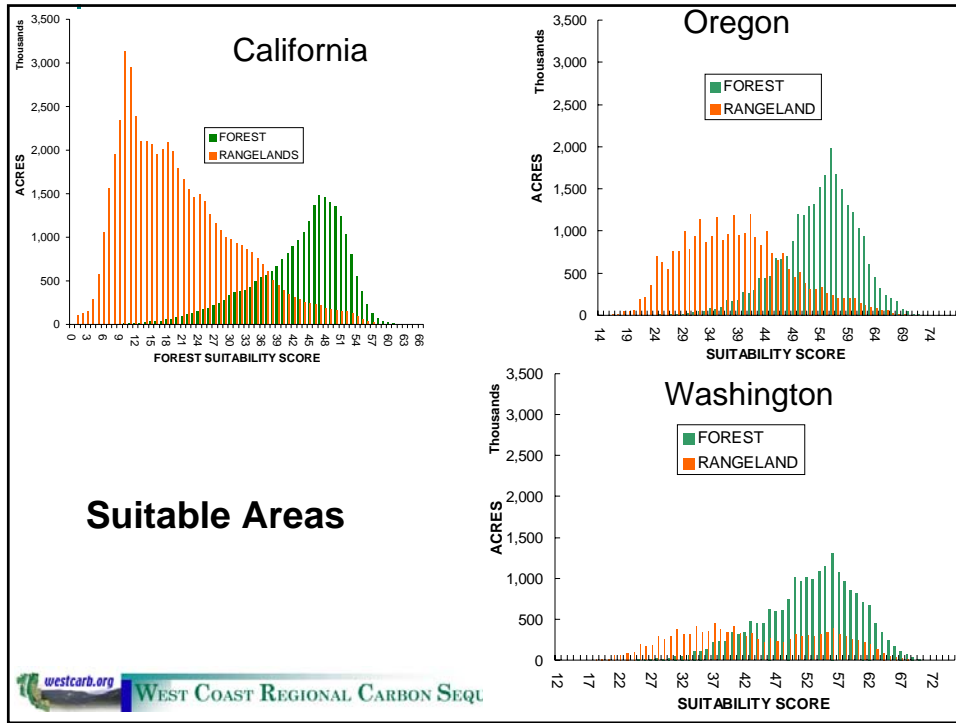 California
Thousands
ACRES
3,500
3,000
2,500
2,000
1,500
1,000
500
0
FOREST
RANGELANDS
0 3 6 9 12 15 18 21 24 27 30 33 36 39 42 45 48 51 54 57 60 63 66
FOREST SUITABILITY SCORE
Oregon
Thousands
ACRES
3,500
3,000
2,500
2,000
1,500
1,000
500
0
FOREST
RANGELAND
14 19 24 29 34 39 44 49 54 59 64 69 74
SUITABILITY SCORE
Washington
Thousands
ACRES
3,500
3,000
2,500
2,000
1,500
1,000
500
0
FOREST
RANGELAND
12 17 22 27 32 37 42 47 52 57 62 67 72
SUITABILITY SCORE
Suitable Areas
westcarb.org
WEST COAST REGIONAL CARBON SEQU